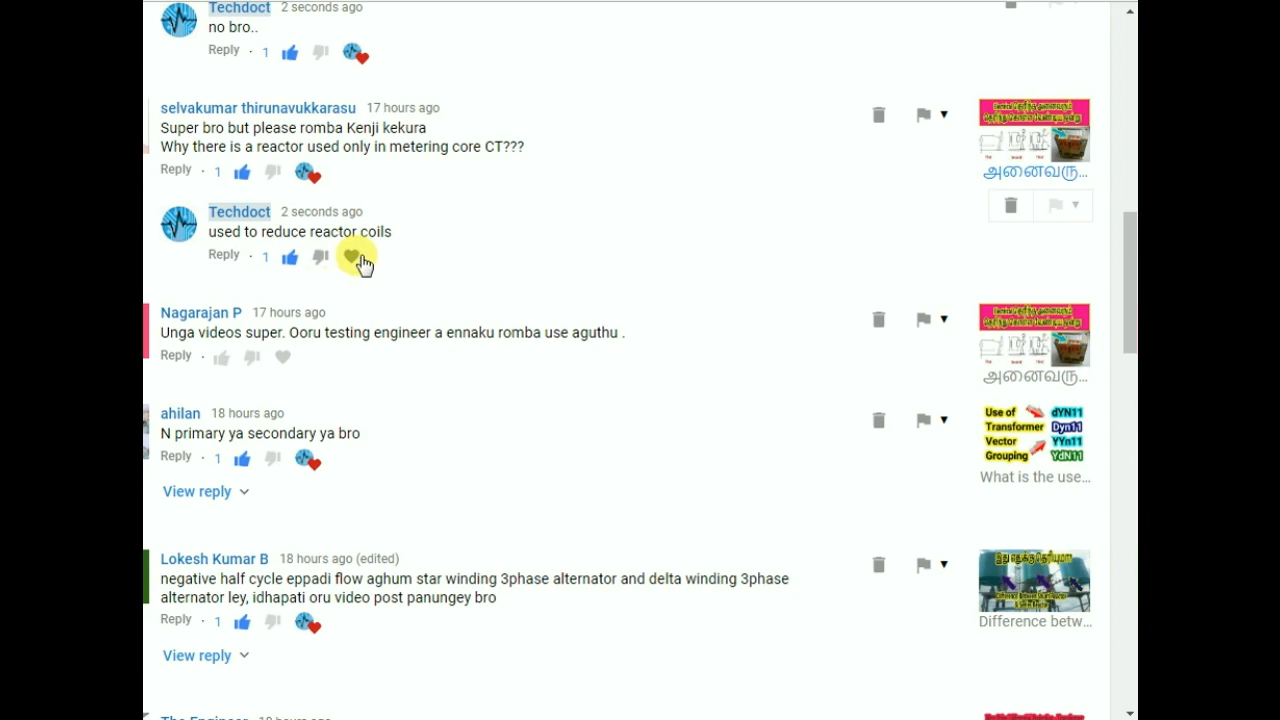 Techdoct 2 seconds ago
no bro..
Reply · 1
selvakumar thirunavukkarasu 17 hours ago
Super bro but please romba Kenji kekura
Why there is a reactor used only in metering core CT???
Reply · 1
அனைவரு...
Techdoct 2 seconds ago
used to reduce reactor coils
Reply · 1
Nagarajan P 17 hours ago
Unga videos super. Ooru testing engineer a ennaku romba use aguthu .
Reply ·
அனைவரு...
ahilan 18 hours ago
N primary ya secondary ya bro
Reply · 1
View reply
Use of dYN11
Transformer Dyn11
Vector YYn11
Grouping YdN11
What is the use...
Lokesh Kumar B 18 hours ago (edited)
negative half cycle eppadi flow aghum star winding 3phase alternator and delta winding 3phase
alternator ley, idhapati oru video post panungey bro
Reply · 1
View reply
Difference betw...
The Engineer 18 hours ago